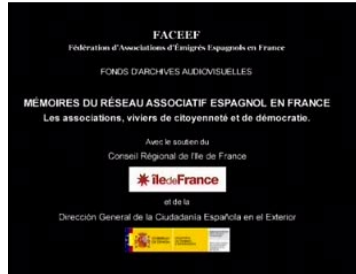 FACEEF
Fédération d'Associations d'Émigrés Espagnols en France
FONDS D'ARCHIVES AUDIOVISUELLES
MÉMOIRES DU RÉSEAU ASSOCIATIF ESPAGNOL EN FRANCE
Les associations, viviers de citoyenneté et de démocratie.
Avec le soutien du
Conseil Régional de l'Ile de France
îledeFrance
et de la
Dirección General de la Ciudadanía Española en el Exterior